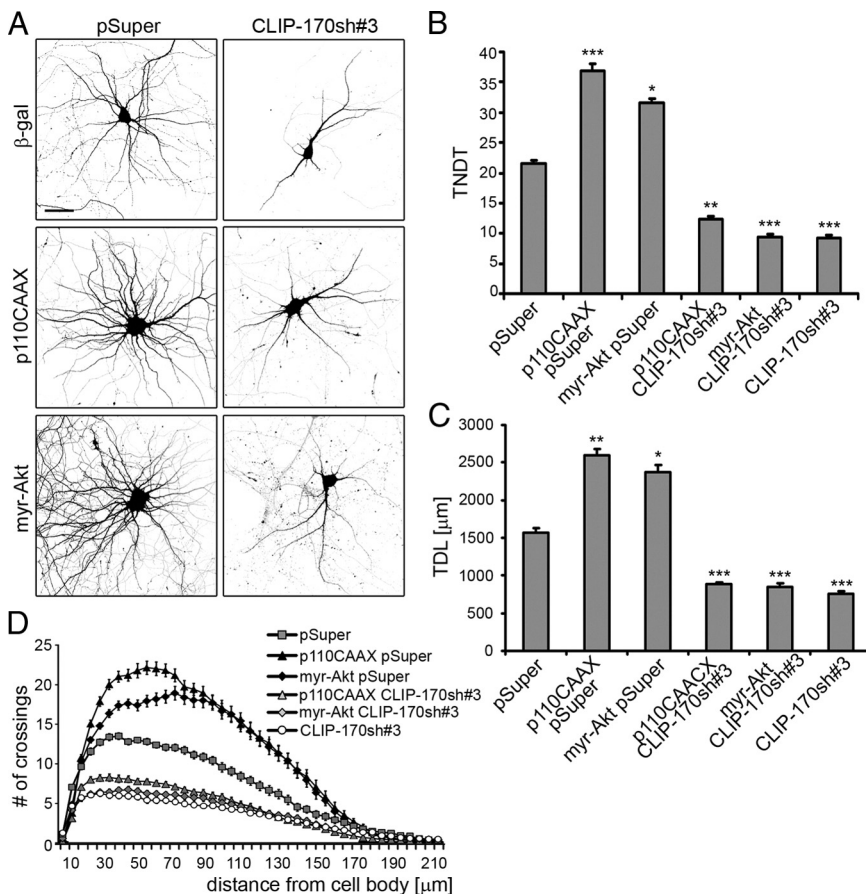 A
pSuper
CLIP-170sh#3
β-gal
p110CAAX
myr-Akt
B
TNDT
40
35
30
25
20
15
10
5
0
***
*
**
***
***
pSuper
p110CAAX
pSuper
myr-Akt pSuper
p110CAAX
CLIP-170sh#3
myr-Akt
CLIP-170sh#3
CLIP-170sh#3
C
TDL [µm]
3000
2500
2000
1500
1000
500
0
**
*
***
***
***
pSuper
p110CAAX
pSuper
myr-Akt pSuper
p110CAACX
CLIP-170sh#3
myr-Akt
CLIP-170sh#3
CLIP-170sh#3
D
# of crossings
25
20
15
10
5
0
pSuper
p110CAAX pSuper
myr-Akt pSuper
p110CAAX CLIP-170sh#3
myr-Akt CLIP-170sh#3
CLIP-170sh#3
10 30 50 70 90 110 130 150 170 190 210
distance from cell body [µm]